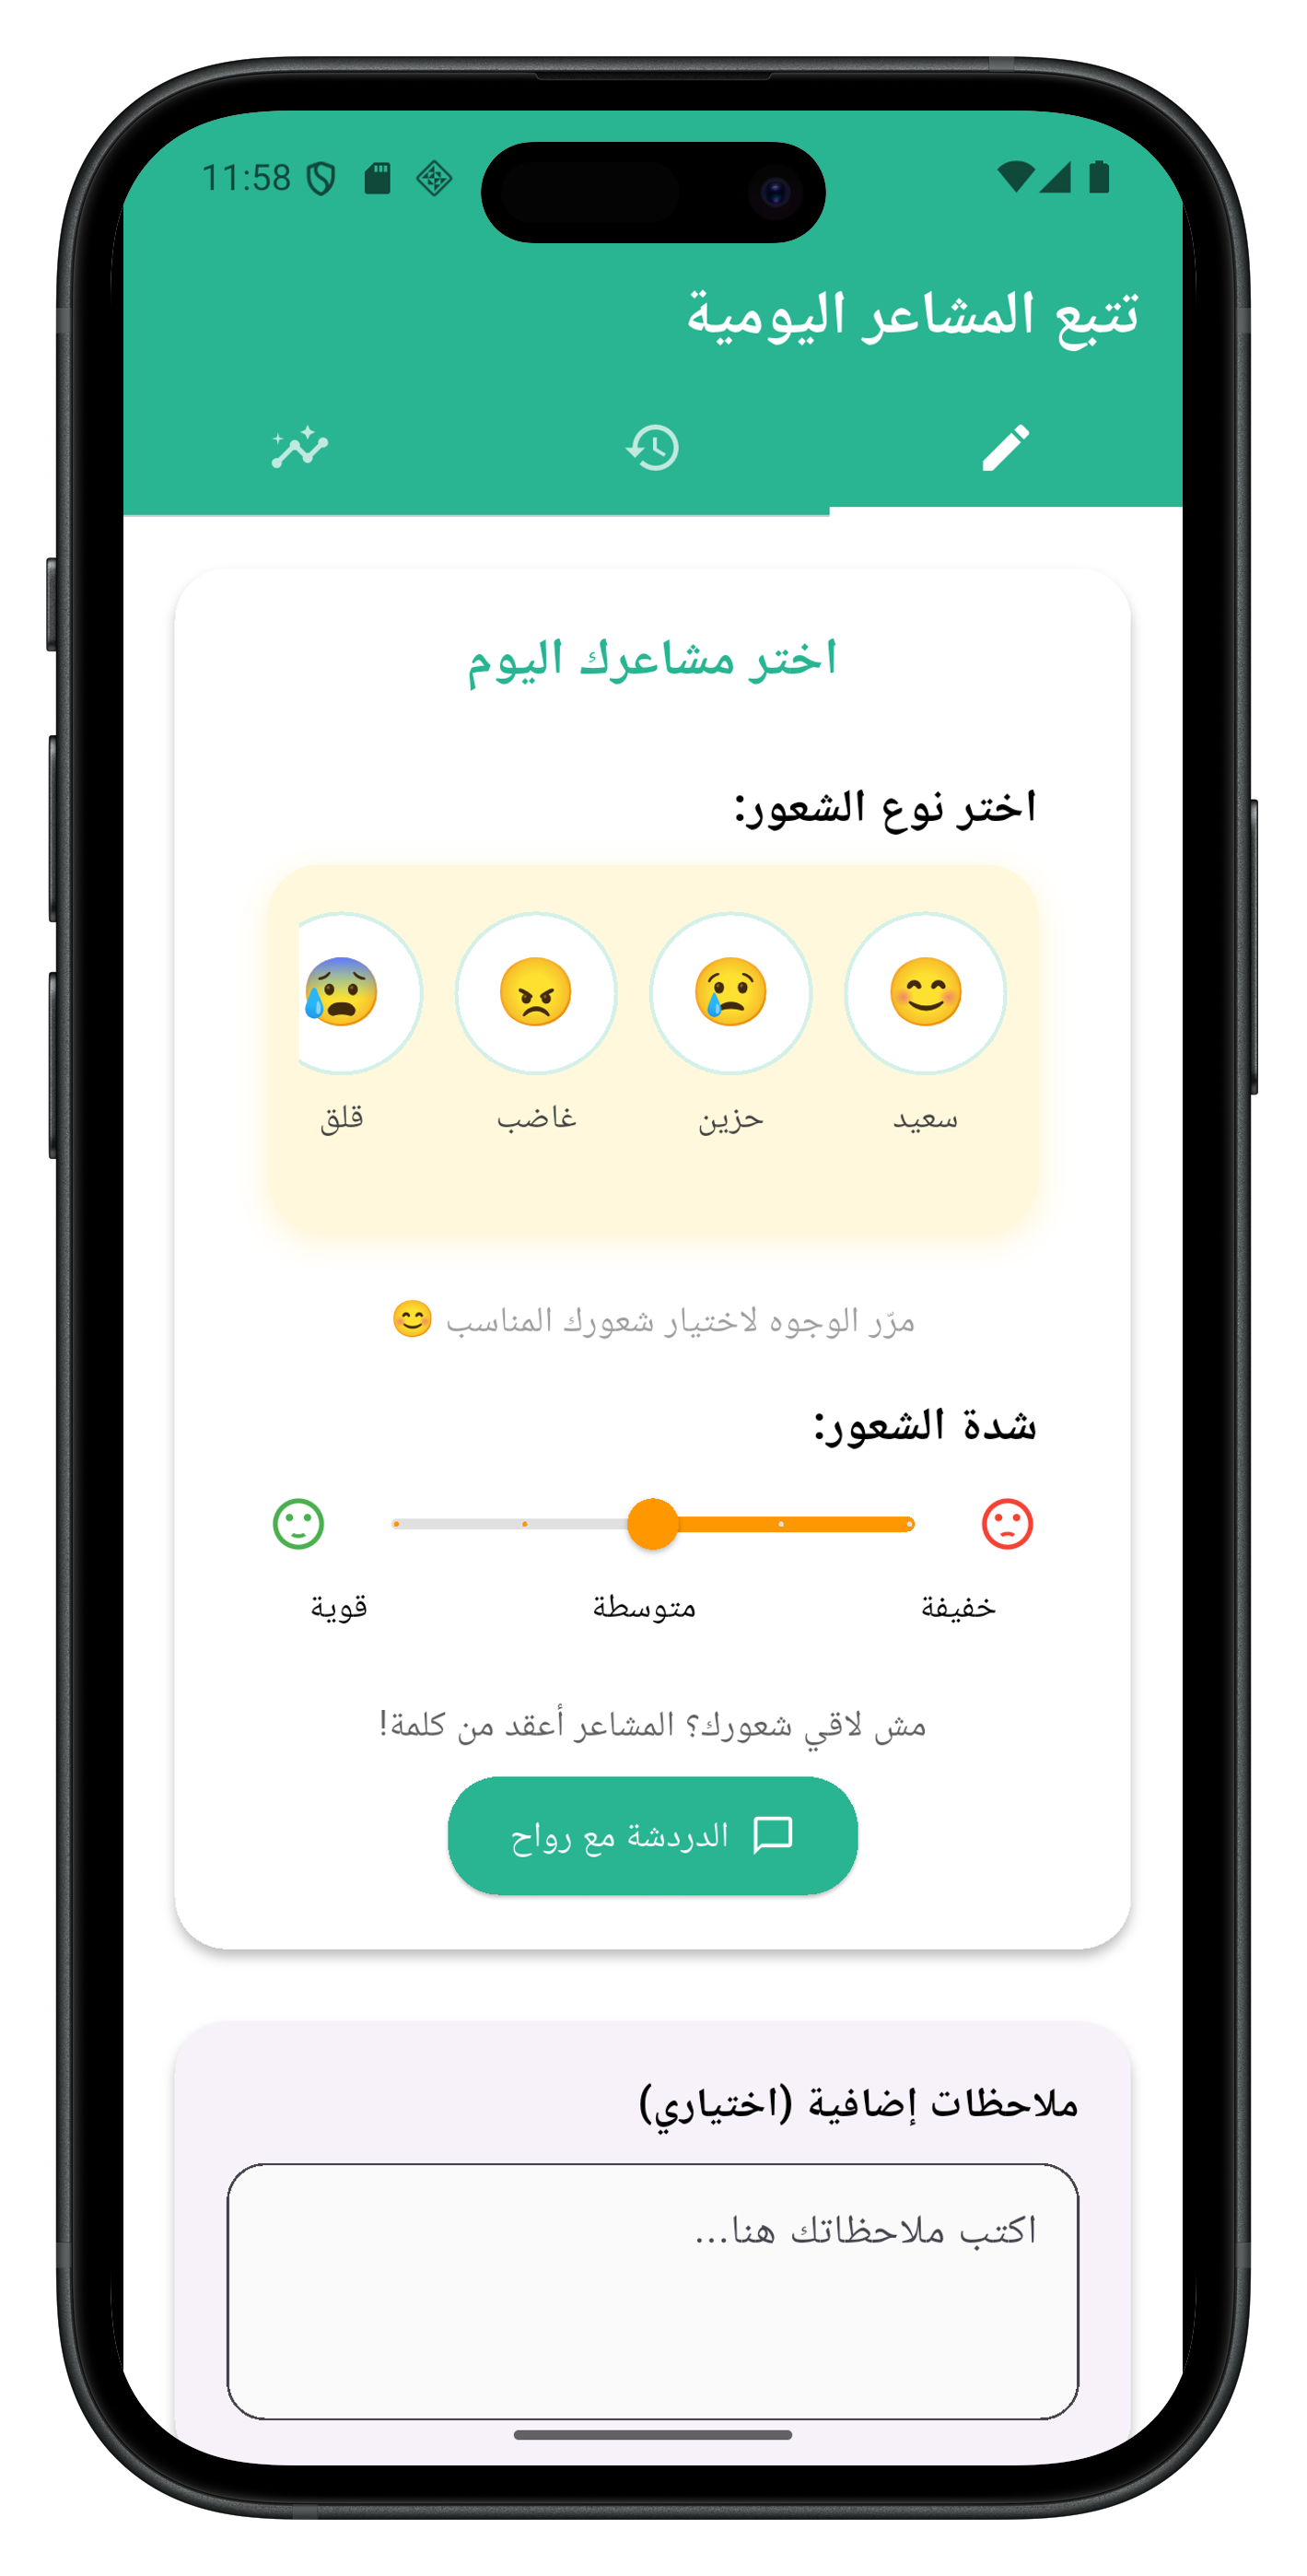 11:58
تتبع المشاعر اليومية
اختر مشاعرك اليوم
اختر نوع الشعور:
سعيد حزين غاضب قلق
مرّر الوجوه لاختيار شعورك المناسب 😊
شدة الشعور:
خفيفة متوسطة قوية
مش لاقي شعورك؟ المشاعر أعقد من كلمة!
الدردشة مع رواح
ملاحظات إضافية (اختياري)
اكتب ملاحظاتك هنا...